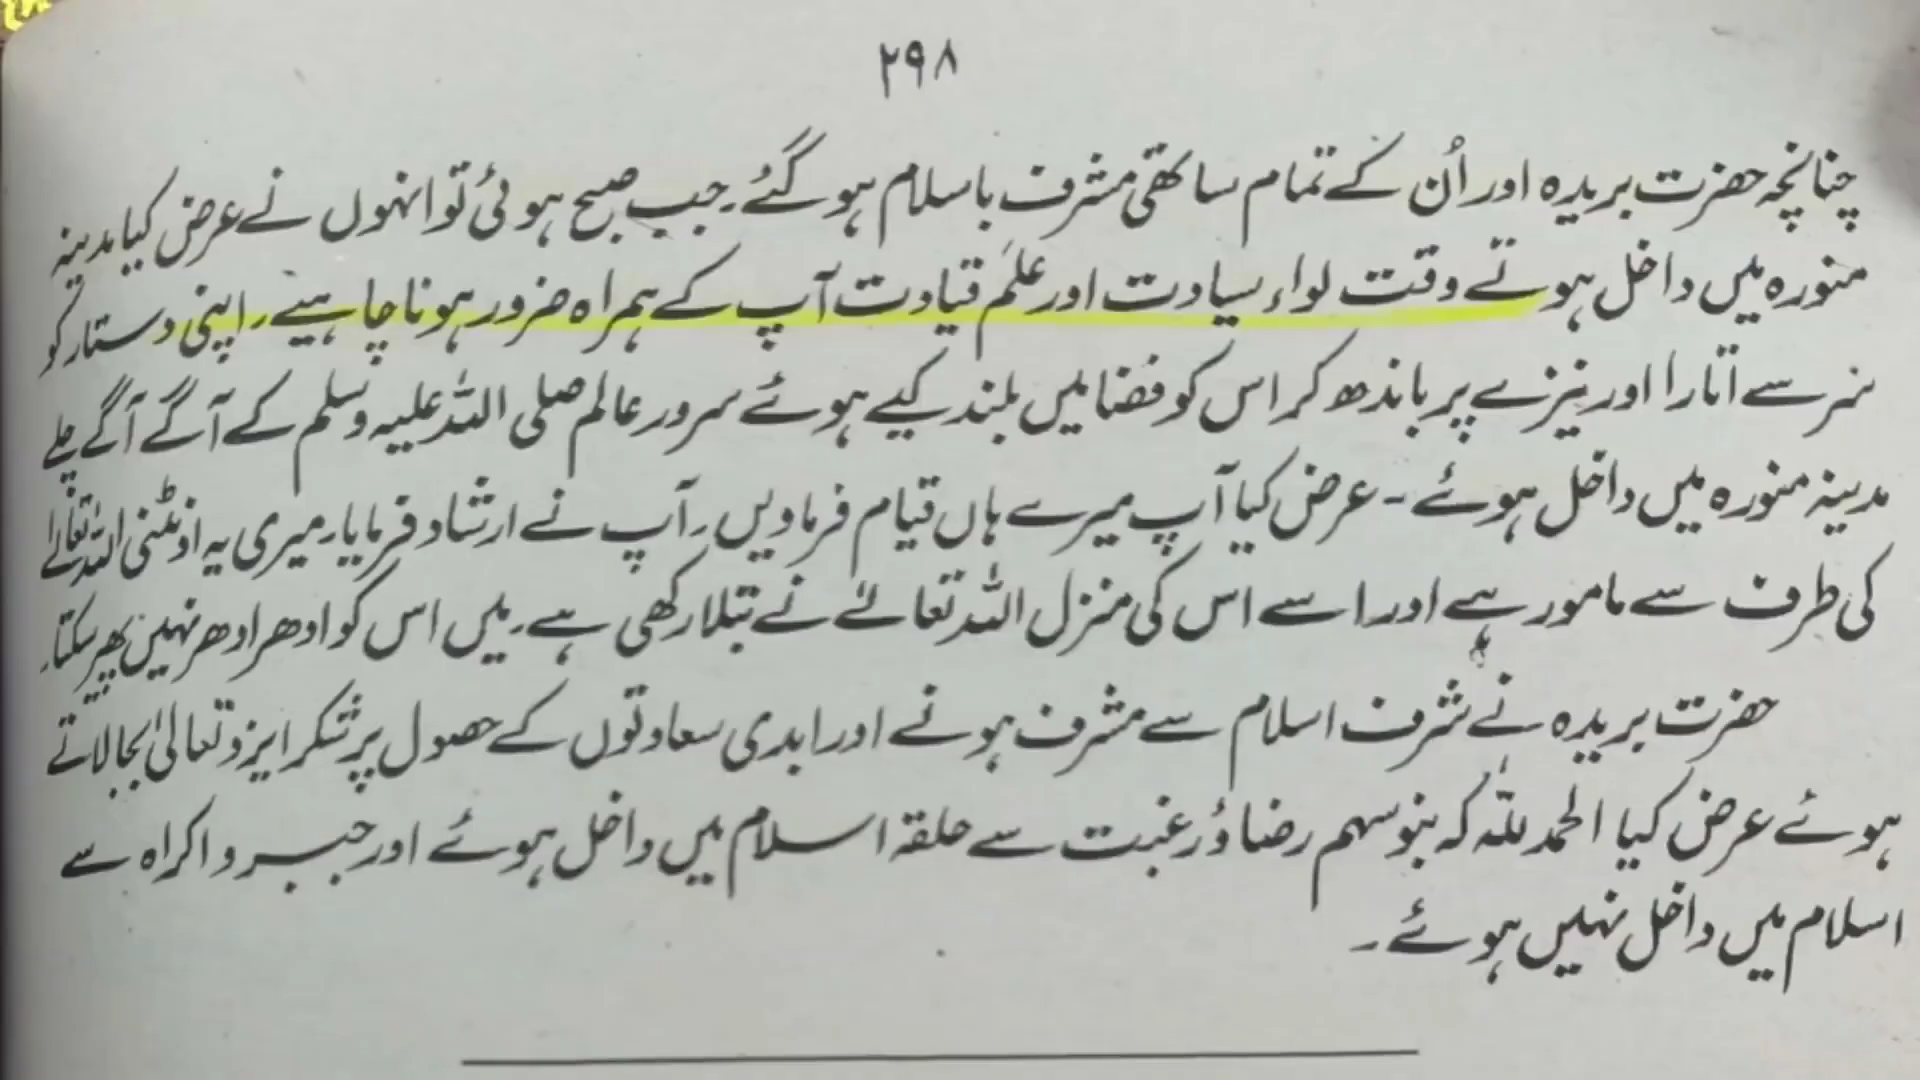 ۲۹۸
چنانچہ حضرت بریدہ اور اُن کے تمام ساتھی مشرف باسلام ہو گئے۔ جب صبح ہوئی تو انہوں نے عرض کیا مدینہ
منورہ میں داخل ہوتے وقت لواء سیادت اور علَم قیادت آپ کے ہمراہ ضرور ہونا چاہیے۔ اپنی دستار کو
سر سے اتارا اور نیزے پر باندھ کر اس کو فضا میں بلند کیے ہوئے سرور عالم صلی اللہ علیہ وسلم کے آگے آگے چلے
مدینہ منورہ میں داخل ہوئے۔ عرض کیا آپ میرے ہاں قیام فرماویں۔ آپ نے ارشاد فرمایا۔ میری یہ اونٹنی اللہ تعالےٰ
کی طرف سے مامور ہے اور اسے اس کی منزل اللہ تعالےٰ نے بتلا رکھی ہے۔ میں اس کو ادھر ادھر نہیں پھیر سکتا۔
حضرت بریدہ نے شرف اسلام سے مشرف ہونے اور ابدی سعادتوں کے حصول پر شکر ایزد تعالیٰ بجا لاتے
ہوئے عرض کیا الحمد للّٰہ کہ بنو سہم رضا ورغبت سے حلقہ اسلام میں داخل ہوئے اور جبر و اکراہ سے
اسلام میں داخل نہیں ہوئے۔